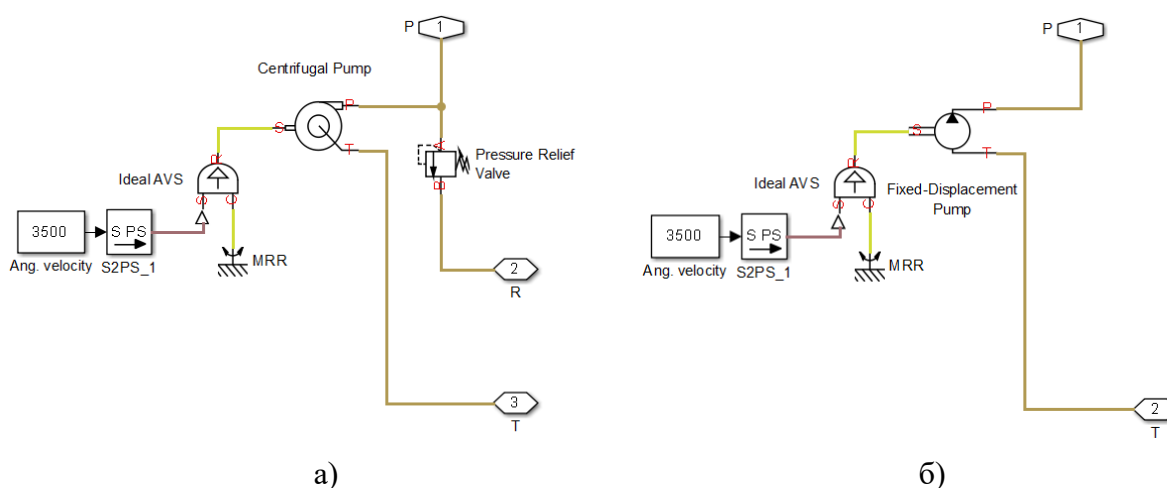 P
1
Centrifugal Pump
P
S
T
A
B
Pressure Relief
Valve
R
Ideal AVS
S
C
3500
S PS
Ang. velocity
S2PS_1
MRR
2
R
3
T
а)
P
1
P
S
T
R
Ideal AVS
Fixed-Displacement
Pump
S
C
3500
S PS
Ang. velocity
S2PS_1
MRR
2
T
б)